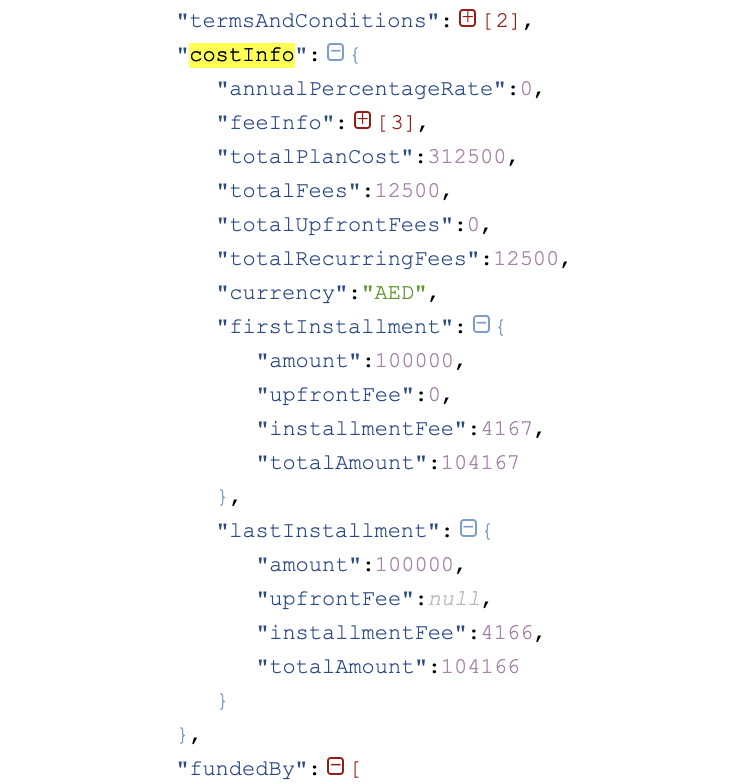 "termsAndConditions": [2],
"costInfo": {
"annualPercentageRate":0,
"feeInfo": [3],
"totalPlanCost":312500,
"totalFees":12500,
"totalUpfrontFees":0,
"totalRecurringFees":12500,
"currency":"AED",
"firstInstallment": {
"amount":100000,
"upfrontFee":0,
"installmentFee":4167,
"totalAmount":104167
},
"lastInstallment": {
"amount":100000,
"upfrontFee":null,
"installmentFee":4166,
"totalAmount":104166
}
},
"fundedBy": [